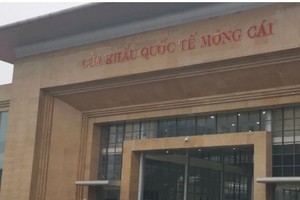 CỬA KHẨU QUỐC TẾ MÓNG CÁI